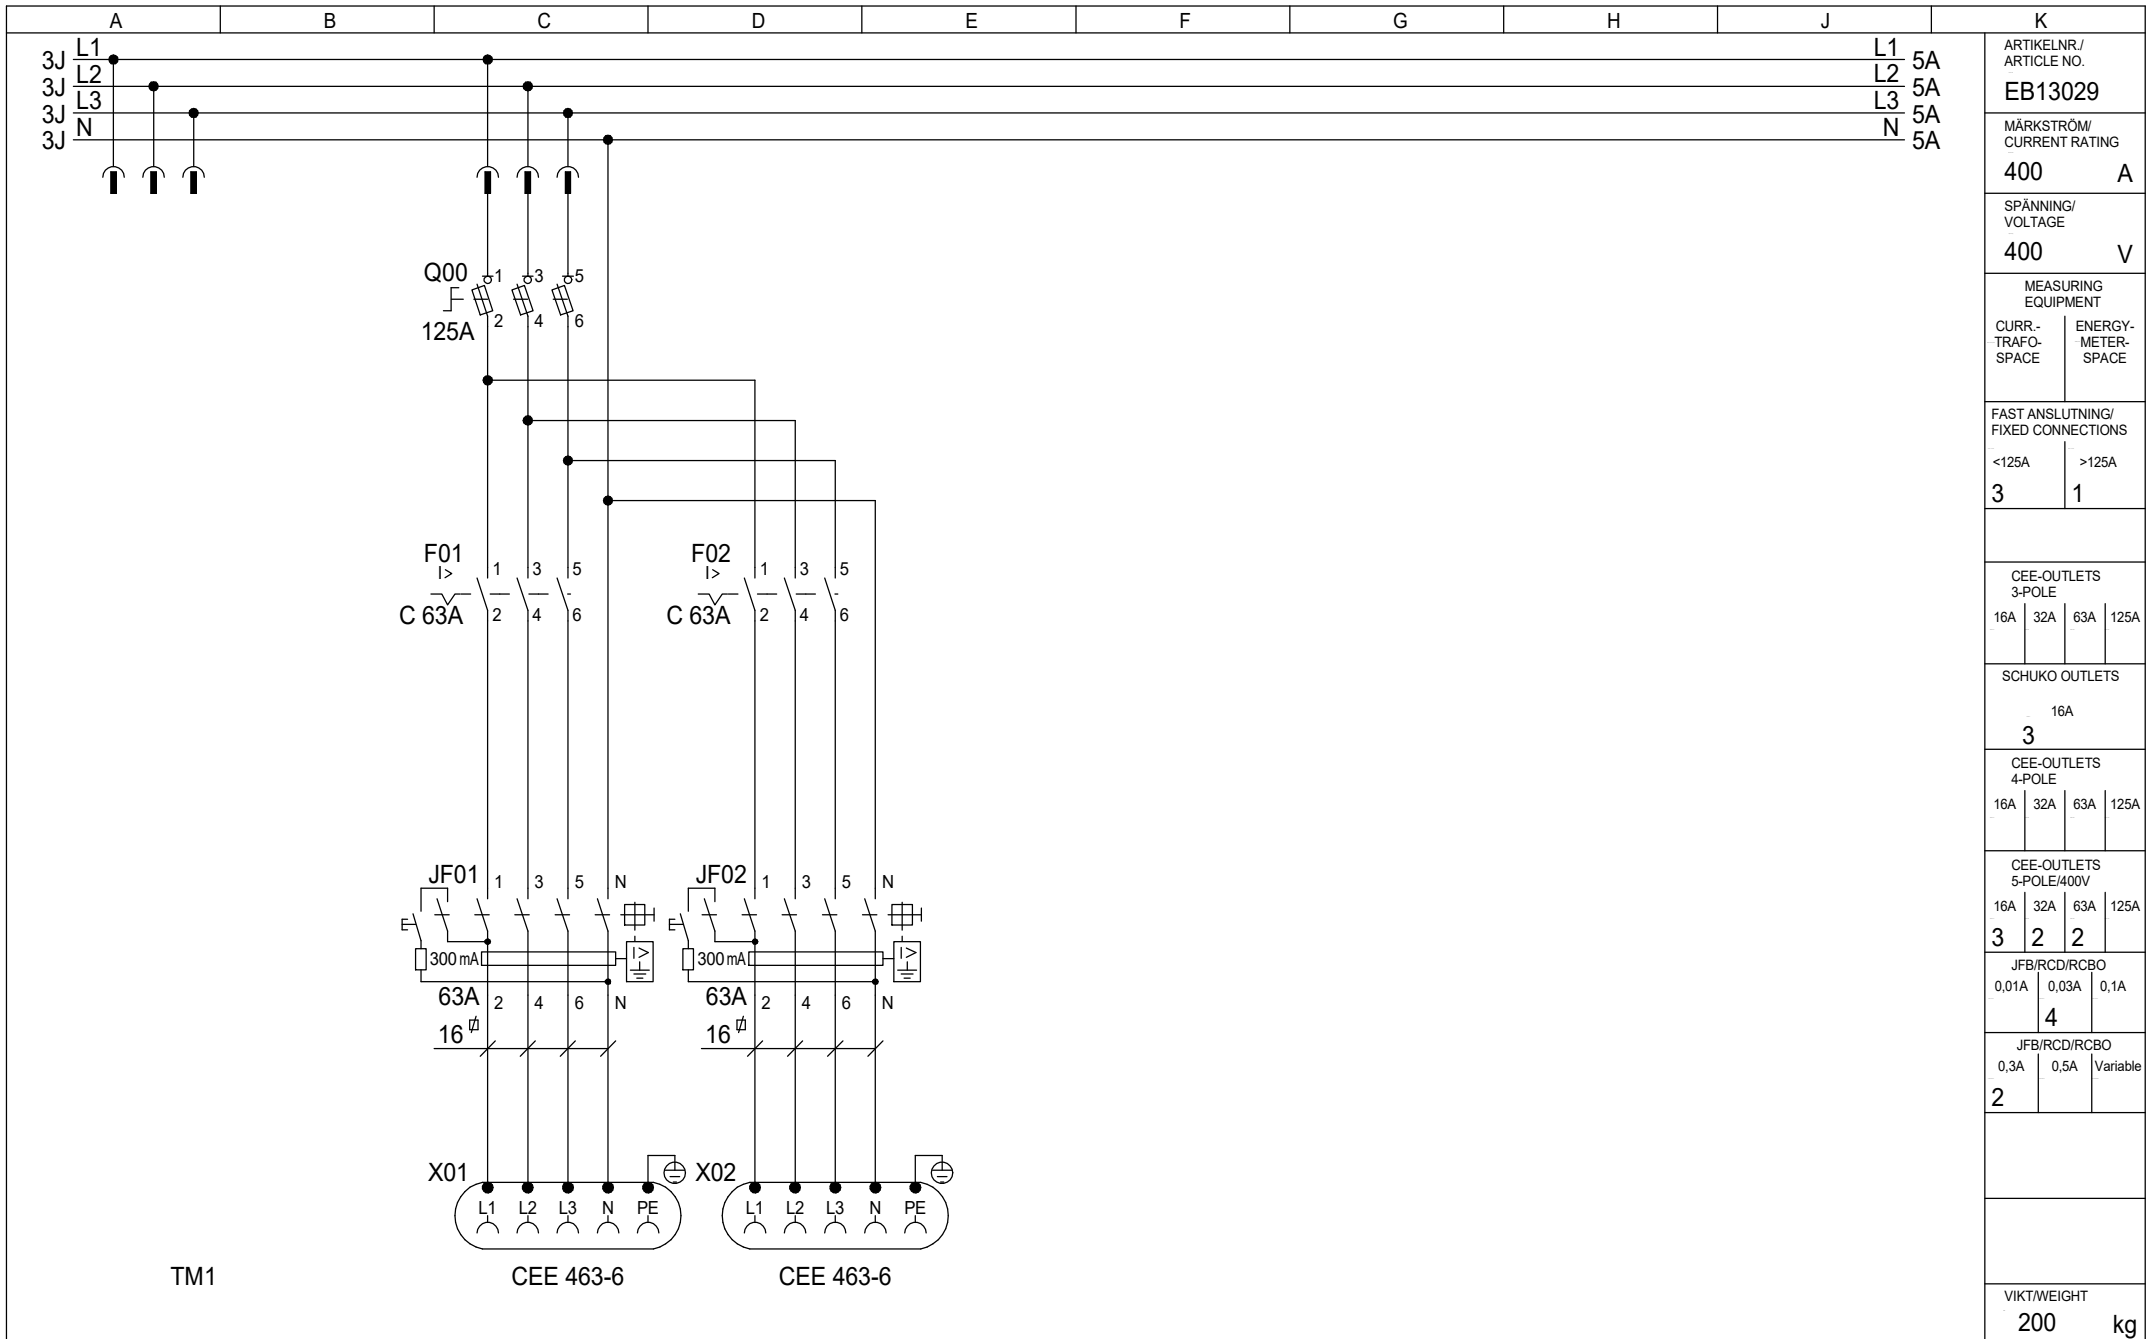 A B C D E F G H J K
3J L1 L1 5A
3J L2 L2 5A
3J L3 L3 5A
3J N N 5A
Q00 1 3 5
125A 2 4 6
F01 F02
I> 1 3 5 I> 1 3 5
C 63A 2 4 6 C 63A 2 4 6
JF01 1 3 5 N JF02 1 3 5 N
300 mA I> 300 mA I>
63A 2 4 6 N 63A 2 4 6 N
16 16
X01 X02
L1 L2 L3 N PE L1 L2 L3 N PE
TM1 CEE 463-6 CEE 463-6
ARTIKELNR./
ARTICLE NO.
EB13029
MÄRKSTRÖM/
CURRENT RATING
400 A
SPÄNNING/
VOLTAGE
400 V
MEASURING
EQUIPMENT
CURR.- ENERGY-
TRAFO- METER-
SPACE SPACE
FAST ANSLUTNING/
FIXED CONNECTIONS
<125A >125A
3 1
CEE-OUTLETS
3-POLE
16A 32A 63A 125A
SCHUKO OUTLETS
16A
3
CEE-OUTLETS
4-POLE
16A 32A 63A 125A
CEE-OUTLETS
5-POLE/400V
16A 32A 63A 125A
3 2 2
JFB/RCD/RCBO
0,01A 0,03A 0,1A
4
JFB/RCD/RCBO
0,3A 0,5A Variable
2
VIKT/WEIGHT
200 kg